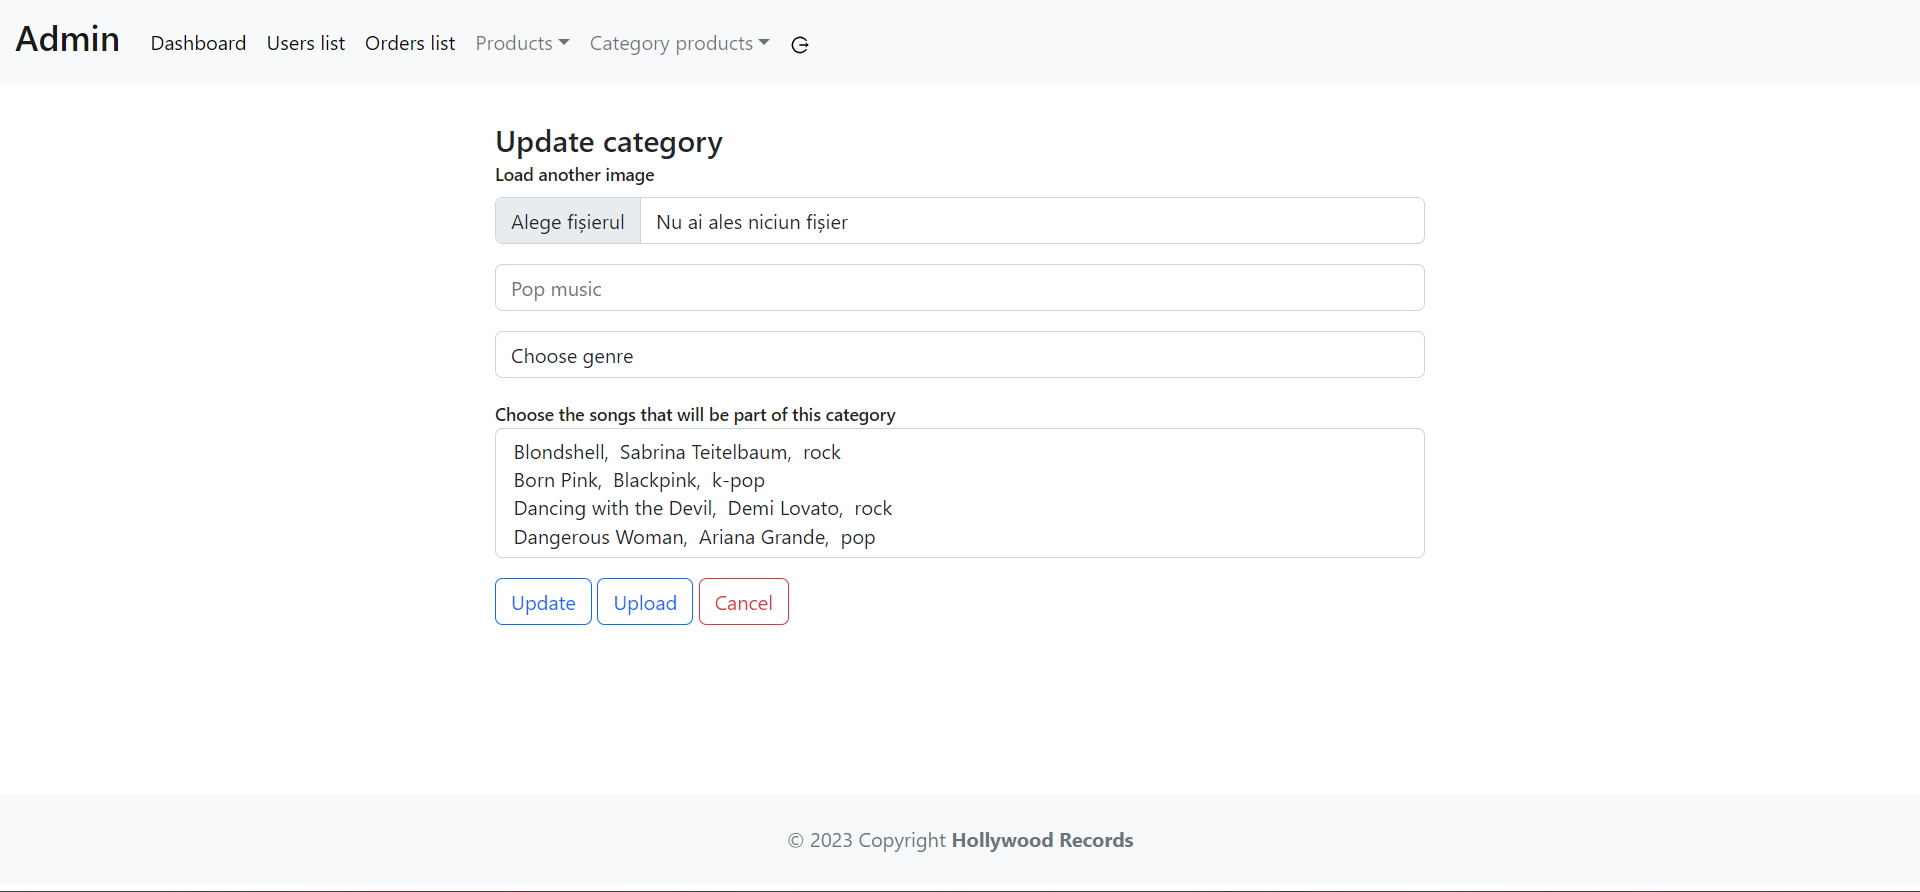 Admin Dashboard Users list Orders list Products Category products
Update category
Load another image
Alege fișierul Nu ai ales niciun fișier
Pop music
Choose genre
Choose the songs that will be part of this category
Blondshell, Sabrina Teitelbaum, rock
Born Pink, Blackpink, k-pop
Dancing with the Devil, Demi Lovato, rock
Dangerous Woman, Ariana Grande, pop
Update Upload Cancel
© 2023 Copyright Hollywood Records